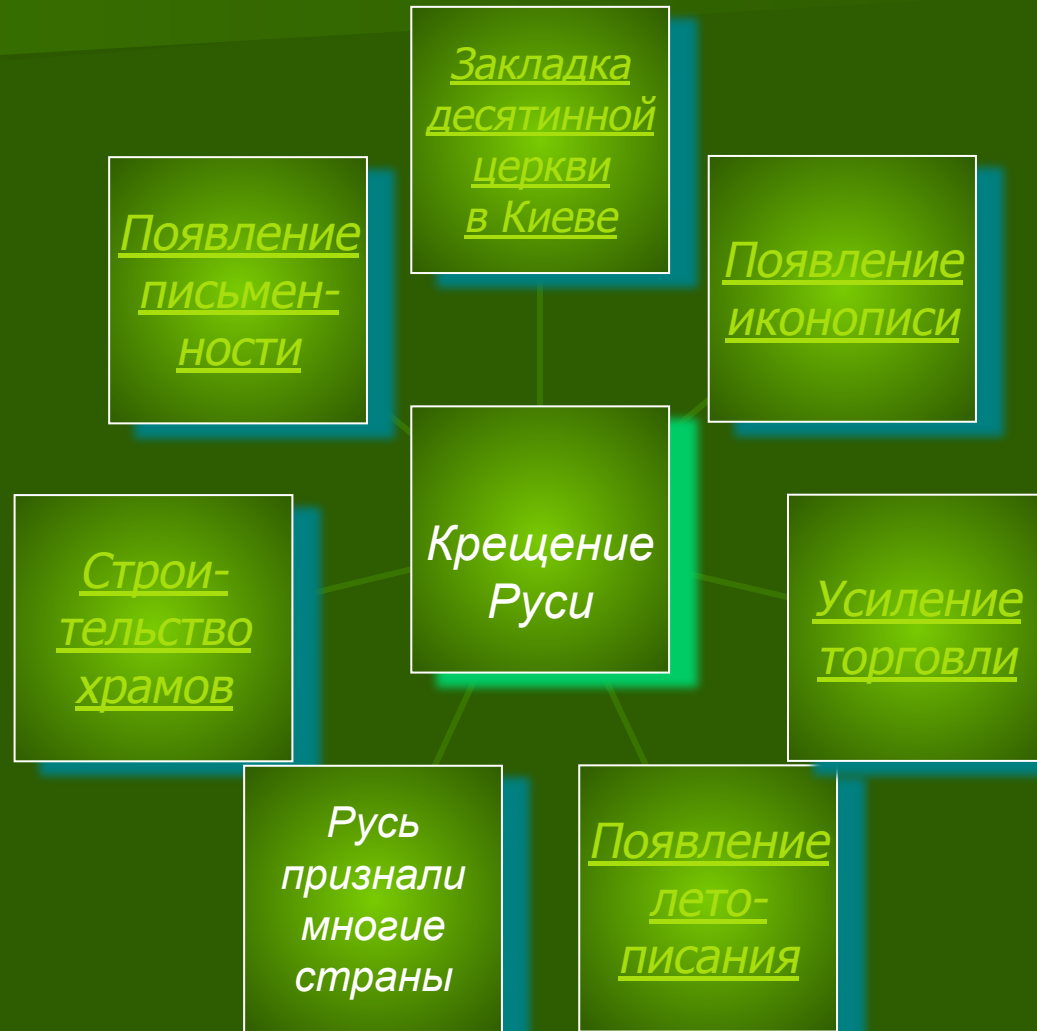 Закладка
десятинной
церкви
в Киеве
Появление
письмен-
ности
Появление
иконописи
Крещение
Руси
Строи-
тельство
храмов
Усиление
торговли
Русь
признали
многие
страны
Появление
лето-
писания